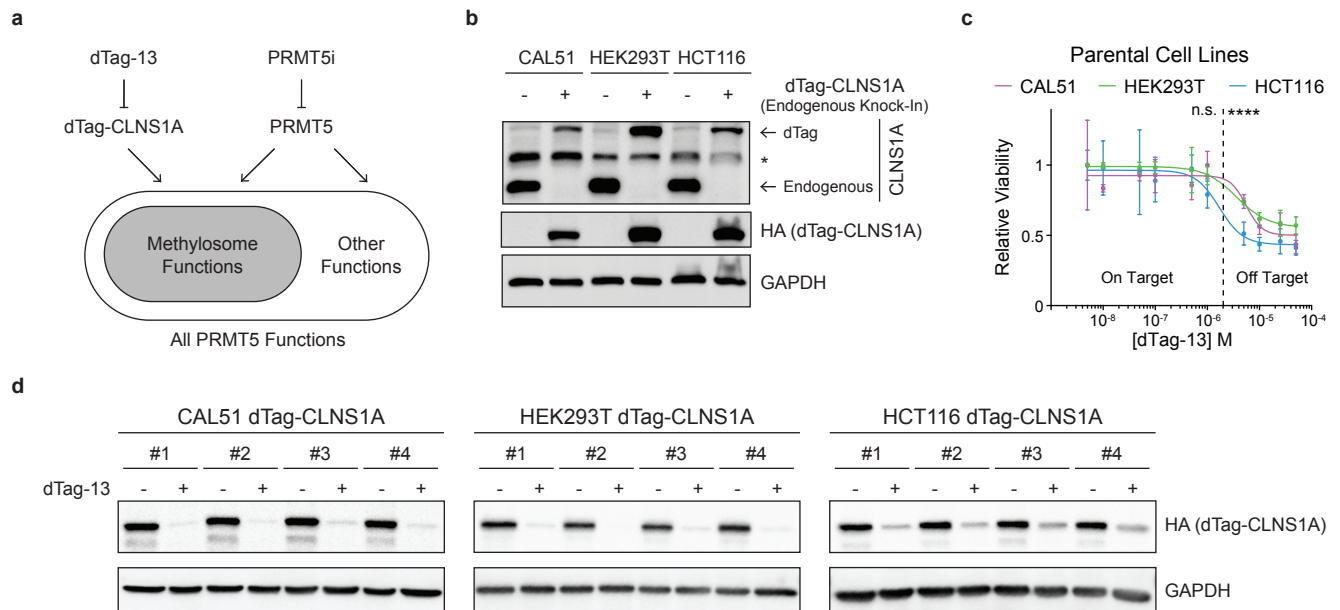 a
dTag-13 PRMT5i
dTag-CLNS1A PRMT5
Methylosome Functions
Other Functions
All PRMT5 Functions
b
CAL51 HEK293T HCT116
- + - + - + dTag-CLNS1A
(Endogenous Knock-In)
← dTag
*
← Endogenous
CLNS1A
HA (dTag-CLNS1A)
GAPDH
c
Parental Cell Lines
CAL51 HEK293T HCT116
n.s. ****
Relative Viability
1
0.5
0
1
On Target Off Target
10⁻⁸ 10⁻⁷ 10⁻⁶ 10⁻⁵ 10⁻⁴
[dTag-13] M
d
CAL51 dTag-CLNS1A HEK293T dTag-CLNS1A HCT116 dTag-CLNS1A
#1 #2 #3 #4 #1 #2 #3 #4 #1 #2 #3 #4
dTag-13 - + - + - + - + - + - + - + - + - + - + - + - +
HA (dTag-CLNS1A)
GAPDH